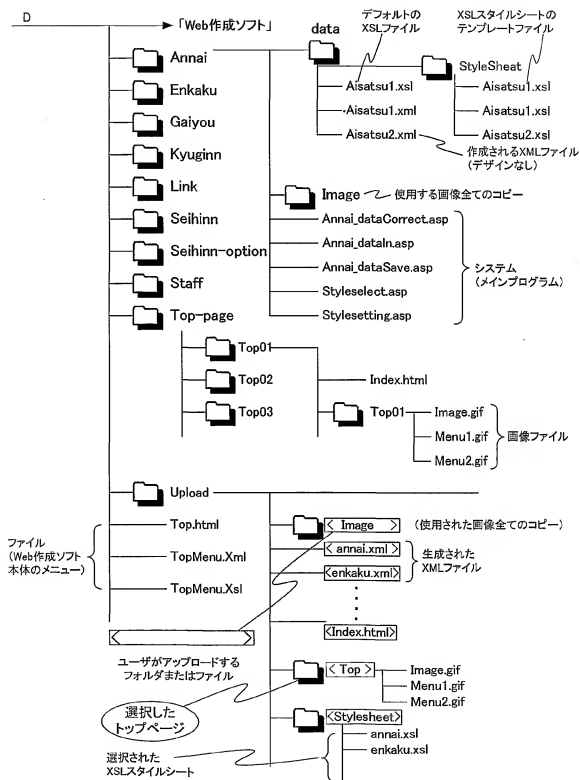 D
「Web作成ソフト」
data
デフォルトの
XSLファイル
XSLスタイルシートの
テンプレートファイル
Annai
Enkaku
Gaiyou
Kyuginn
Link
Seihinn
Seihinn-option
Staff
Top-page
StyleSheat
Aisatsu1.xsl
Aisatsu1.xml
Aisatsu2.xml
Aisatsu1.xsl
Aisatsu1.xsl
Aisatsu2.xsl
作成されるXMLファイル
(デザインなし)
Image
使用する画像全てのコピー
Annai_dataCorrect.asp
Annai_dataIn.asp
Annai_dataSave.asp
Styleselect.asp
Stylesetting.asp
システム
(メインプログラム)
Top01
Top02
Top03
Index.html
Top01
Image.gif
Menu1.gif
Menu2.gif
画像ファイル
Upload
Top.html
TopMenu.Xml
TopMenu.Xsl
ファイル
(Web作成ソフト
本体のメニュー)
< Image >
(使用された画像全てのコピー)
< annai.xml >
<enkaku.xml>
生成された
XMLファイル
<Index.html>
< >
ユーザがアップロードする
フォルダまたはファイル
< Top >
Image.gif
Menu1.gif
Menu2.gif
選択した
トップページ
<Stylesheet>
annai.xsl
enkaku.xsl
選択された
XSLスタイルシート